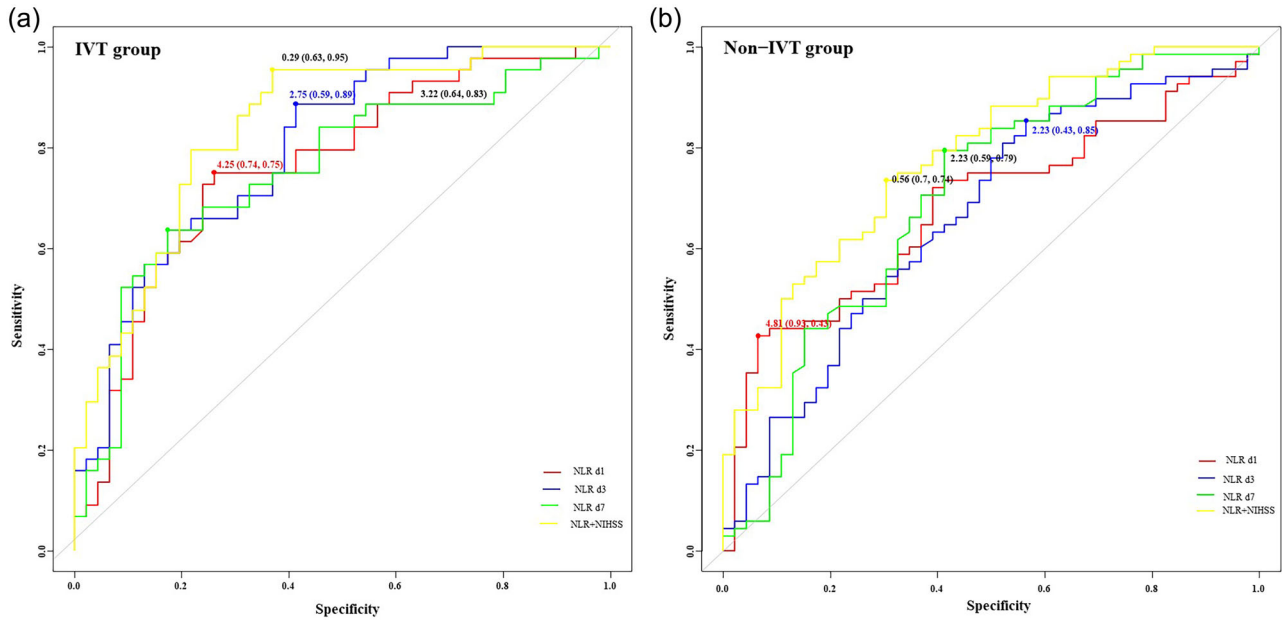 (a)
IVT group
0.29 (0.63, 0.95)
2.75 (0.59, 0.89)
3.22 (0.64, 0.83)
4.25 (0.74, 0.75)
Sensitivity
0.0
0.2
0.4
0.6
0.8
1.0
NLR d1
NLR d3
NLR d7
NLR+NIHSS
0.0 0.2 0.4 0.6 0.8 1.0
Specificity
(b)
Non-IVT group
2.23 (0.43, 0.85)
2.23 (0.59, 0.79)
0.56 (0.7, 0.74)
4.81 (0.93, 0.43)
Sensitivity
0.0
0.2
0.4
0.6
0.8
1.0
NLR d1
NLR d3
NLR d7
NLR+NIHSS
0.0 0.2 0.4 0.6 0.8 1.0
Specificity